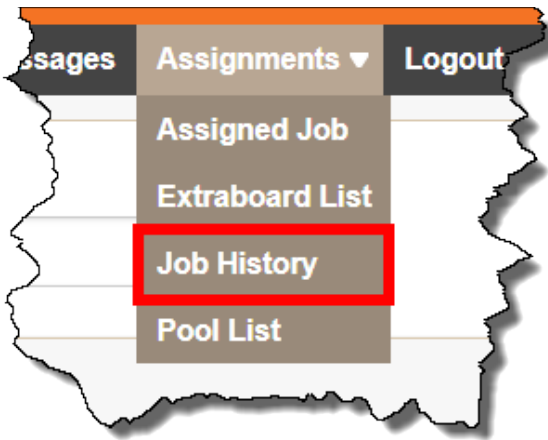 ssages Assignments ▼ Logout
Assigned Job
Extraboard List
Job History
Pool List